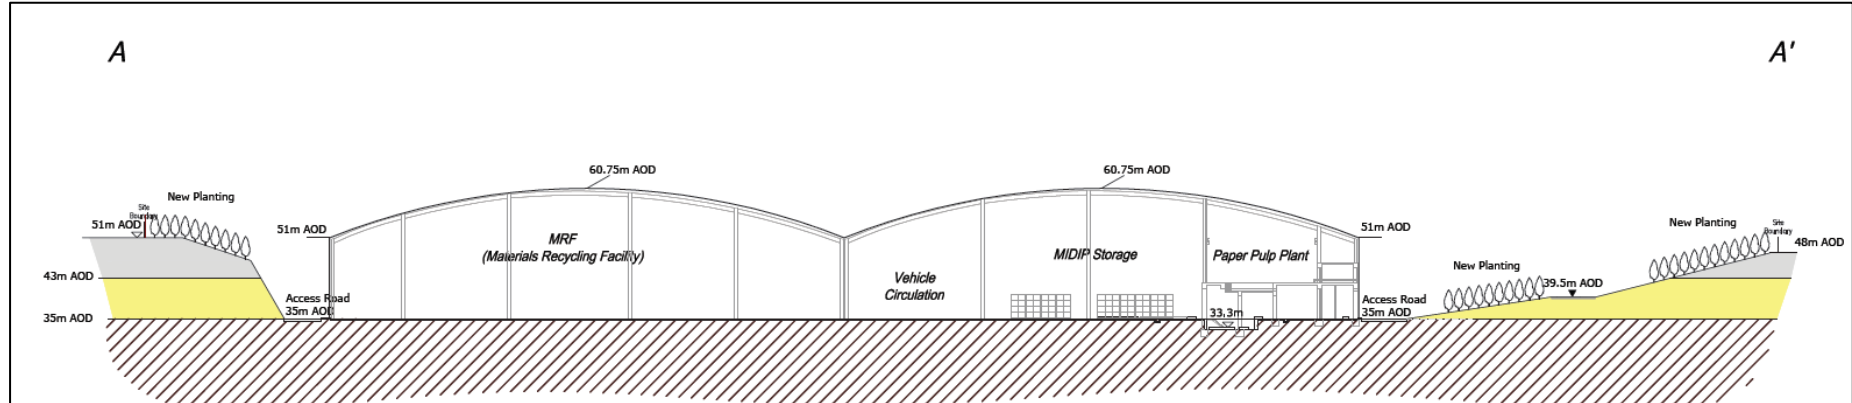 A
A'
60.75m AOD
60.75m AOD
New Planting
Site
Boundary
51m AOD
51m AOD
51m AOD
New Planting
Site
Boundary
48m AOD
MRF
(Materials Recycling Facility)
MIDIP Storage
Paper Pulp Plant
Vehicle
Circulation
43m AOD
New Planting
39.5m AOD
Access Road
35m AOD
35m AOD
33.3m
Access Road
35m AOD